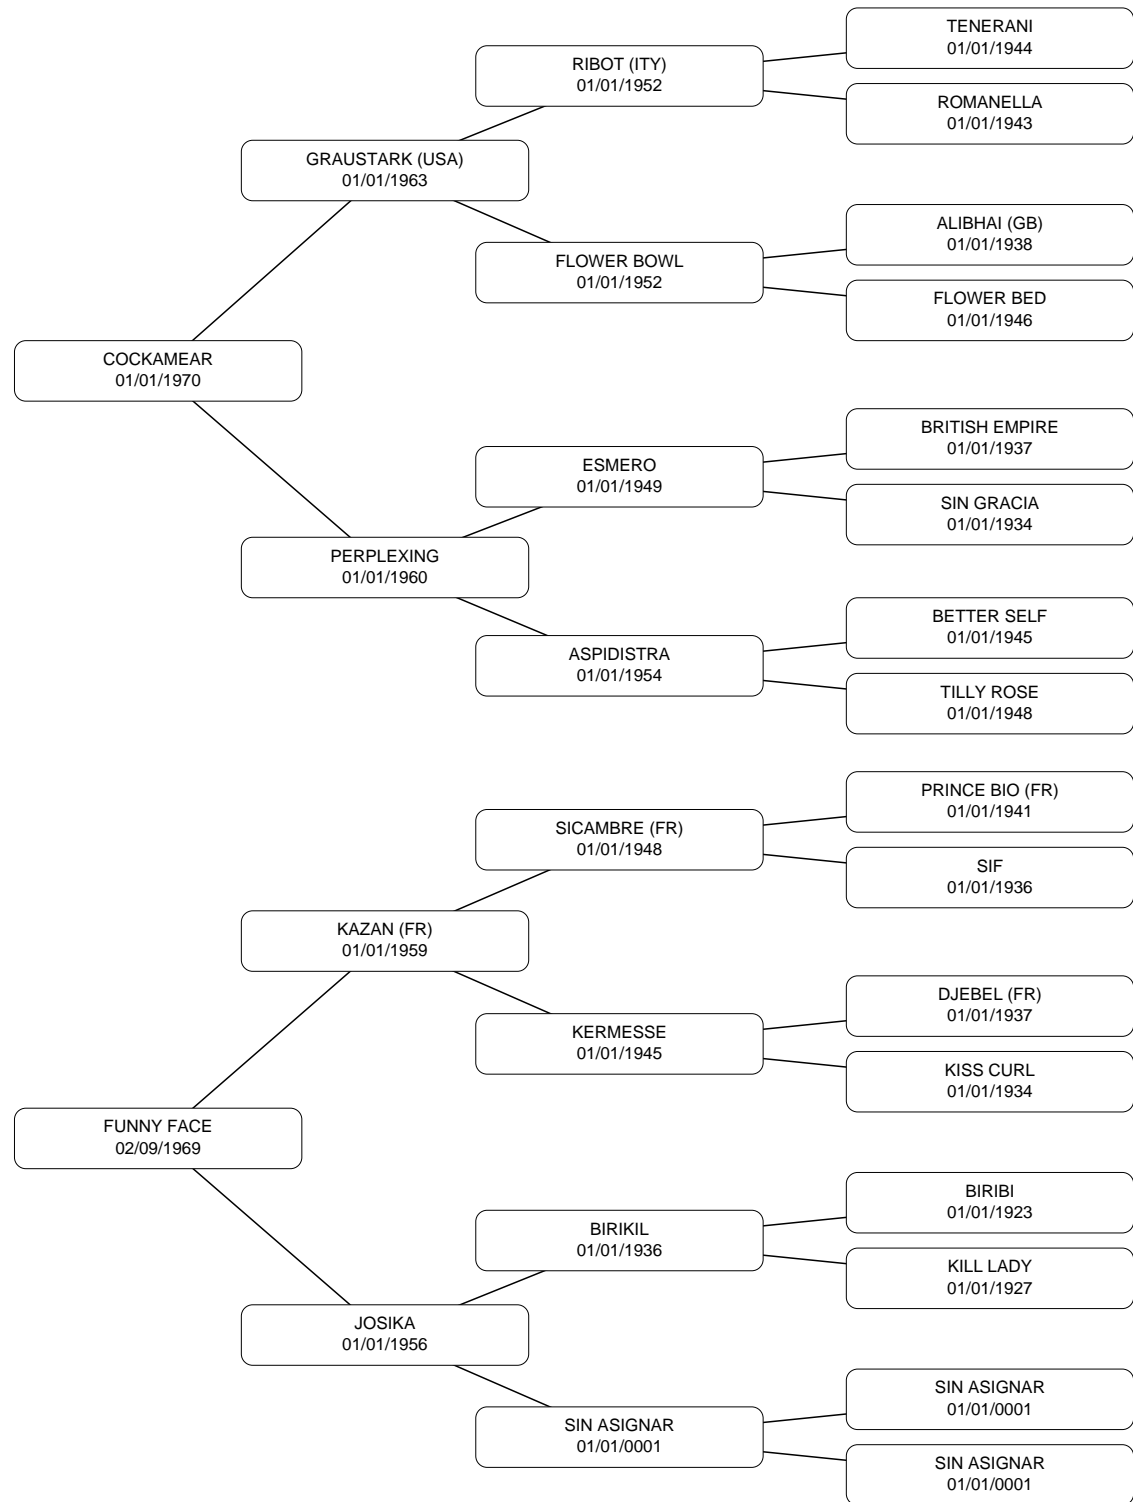 TENERANI
01/01/1944
RIBOT (ITY)
01/01/1952
ROMANELLA
01/01/1943
GRAUSTARK (USA)
01/01/1963
ALIBHAI (GB)
01/01/1938
FLOWER BOWL
01/01/1952
FLOWER BED
01/01/1946
COCKAMEAR
01/01/1970
BRITISH EMPIRE
01/01/1937
ESMERO
01/01/1949
SIN GRACIA
01/01/1934
PERPLEXING
01/01/1960
BETTER SELF
01/01/1945
ASPIDISTRA
01/01/1954
TILLY ROSE
01/01/1948
PRINCE BIO (FR)
01/01/1941
SICAMBRE (FR)
01/01/1948
SIF
01/01/1936
KAZAN (FR)
01/01/1959
DJEBEL (FR)
01/01/1937
KERMESSE
01/01/1945
KISS CURL
01/01/1934
FUNNY FACE
02/09/1969
BIRIBI
01/01/1923
BIRIKIL
01/01/1936
KILL LADY
01/01/1927
JOSIKA
01/01/1956
SIN ASIGNAR
01/01/0001
SIN ASIGNAR
01/01/0001
SIN ASIGNAR
01/01/0001